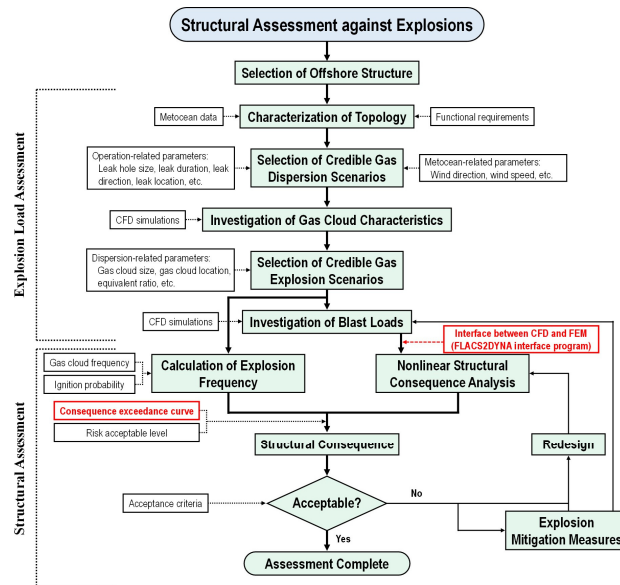 Structural Assessment against Explosions
Selection of Offshore Structure
Metocean data
Characterization of Topology
Functional requirements
Operation-related parameters:
Leak hole size, leak duration, leak
direction, leak location, etc.
Selection of Credible Gas
Dispersion Scenarios
Metocean-related parameters:
Wind direction, wind speed, etc.
CFD simulations
Investigation of Gas Cloud Characteristics
Dispersion-related parameters:
Gas cloud size, gas cloud location,
equivalent ratio, etc.
Selection of Credible Gas
Explosion Scenarios
CFD simulations
Investigation of Blast Loads
Interface between CFD and FEM
(FLACS2DYNA interface program)
Explosion Load Assessment
Gas cloud frequency
Ignition probability
Calculation of Explosion
Frequency
Nonlinear Structural
Consequence Analysis
Consequence exceedance curve
Risk acceptable level
Structural Consequence
Redesign
Acceptance criteria
Acceptable?
No
Explosion
Mitigation Measures
Yes
Assessment Complete
Structural Assessment